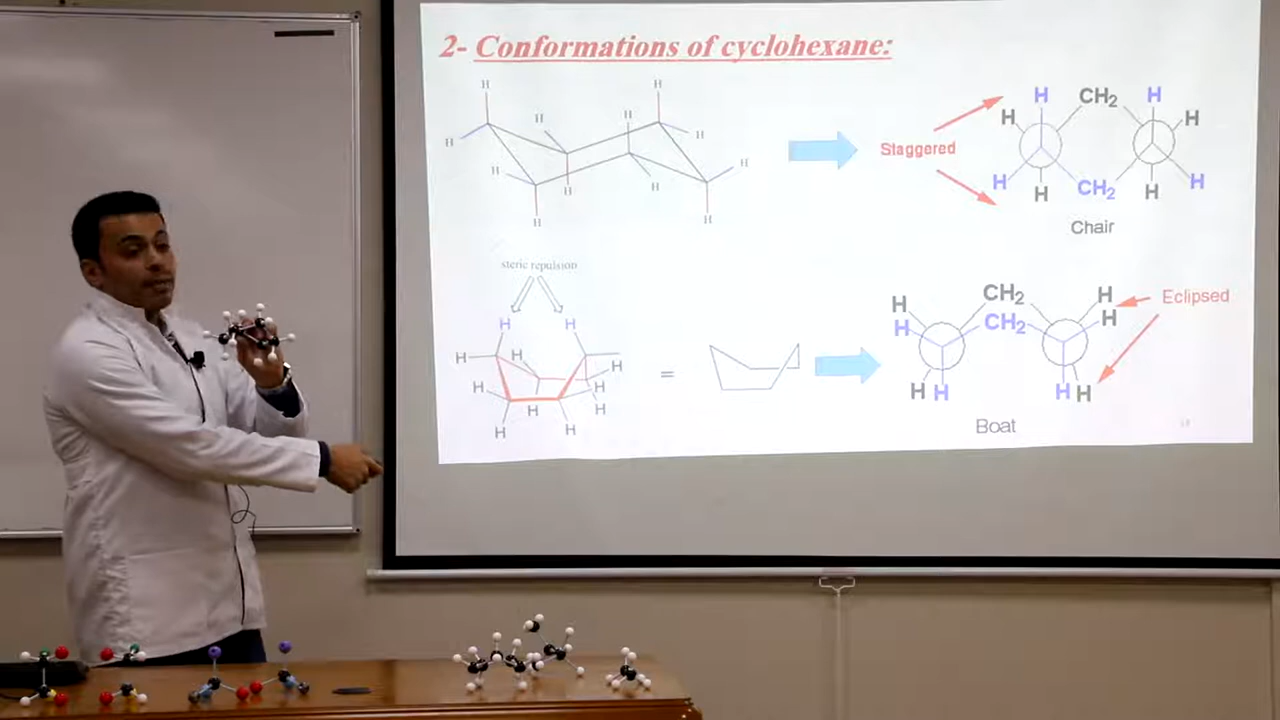 2- Conformations of cyclohexane:
H H
H H H H
H H
H H H
H H
H CH₂ H
H H
Staggered
H H CH₂ H H
Chair
steric repulsion
H H
H H H
H H
H H
H H
=
H CH₂ H
H CH₂ H
Eclipsed
H H H H
Boat